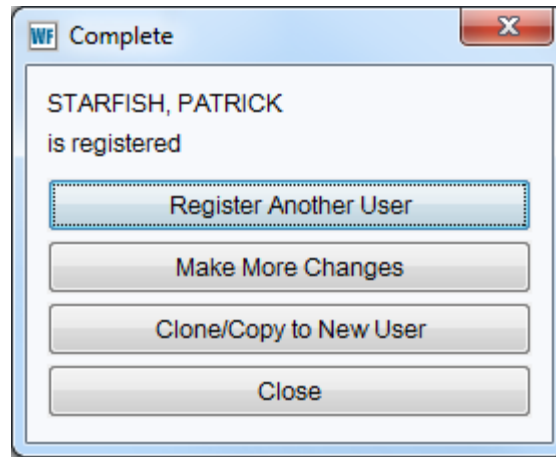 WF Complete
STARFISH, PATRICK
is registered
Register Another User
Make More Changes
Clone/Copy to New User
Close